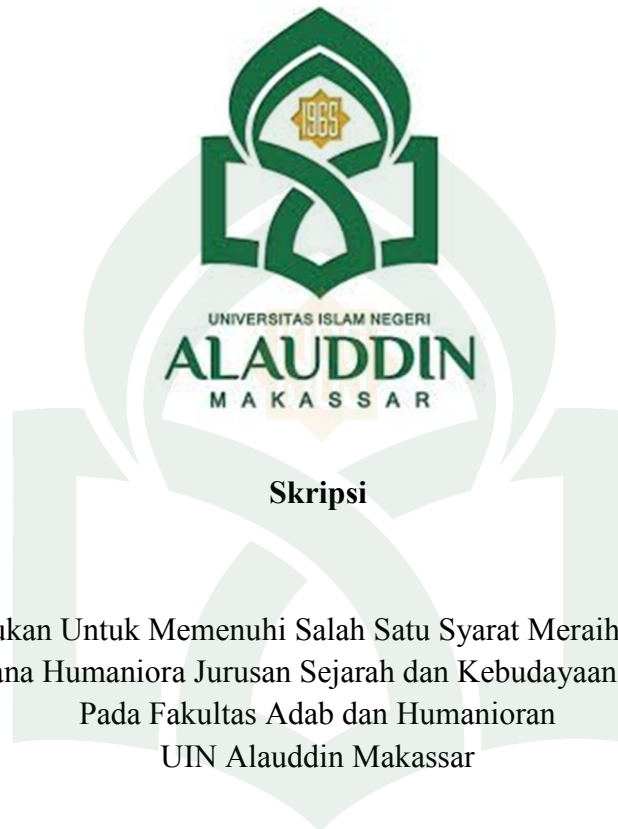 1965
UNIVERSITAS ISLAM NEGERI
ALAUDDIN
MAKASSAR
Skripsi
ukan Untuk Memenuhi Salah Satu Syarat Meraih
na Humaniora Jurusan Sejarah dan Kebudayaan
Pada Fakultas Adab dan Humanioran
UIN Alauddin Makassar